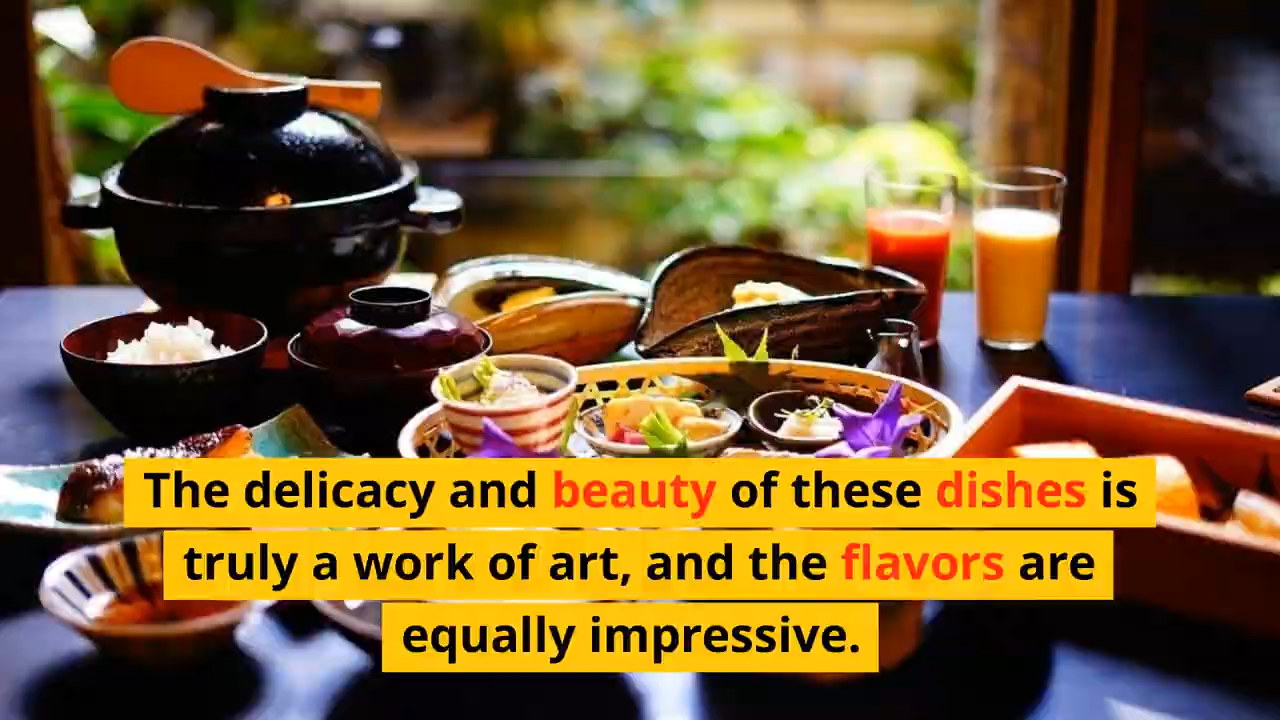 The delicacy and beauty of these dishes is
truly a work of art, and the flavors are
equally impressive.